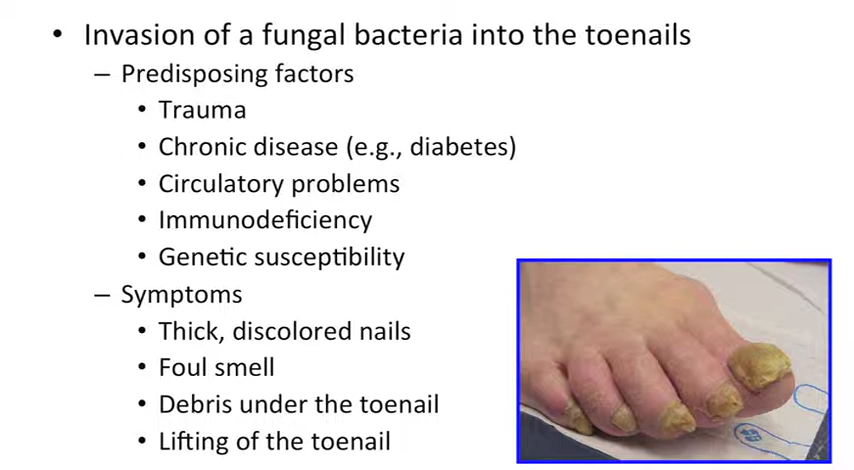 • Invasion of a fungal bacteria into the toenails
– Predisposing factors
• Trauma
• Chronic disease (e.g., diabetes)
• Circulatory problems
• Immunodeficiency
• Genetic susceptibility
– Symptoms
• Thick, discolored nails
• Foul smell
• Debris under the toenail
• Lifting of the toenail